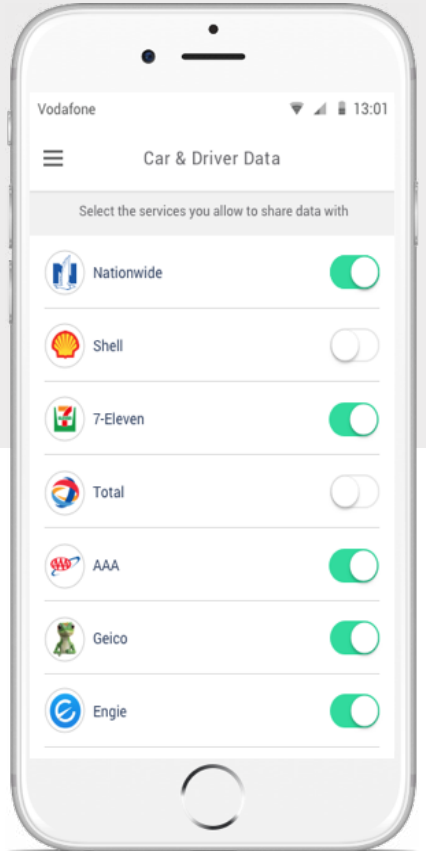 Vodafone 13:01
Car & Driver Data
Select the services you allow to share data with
Nationwide
Shell
7-Eleven
Total
AAA
Geico
Engie